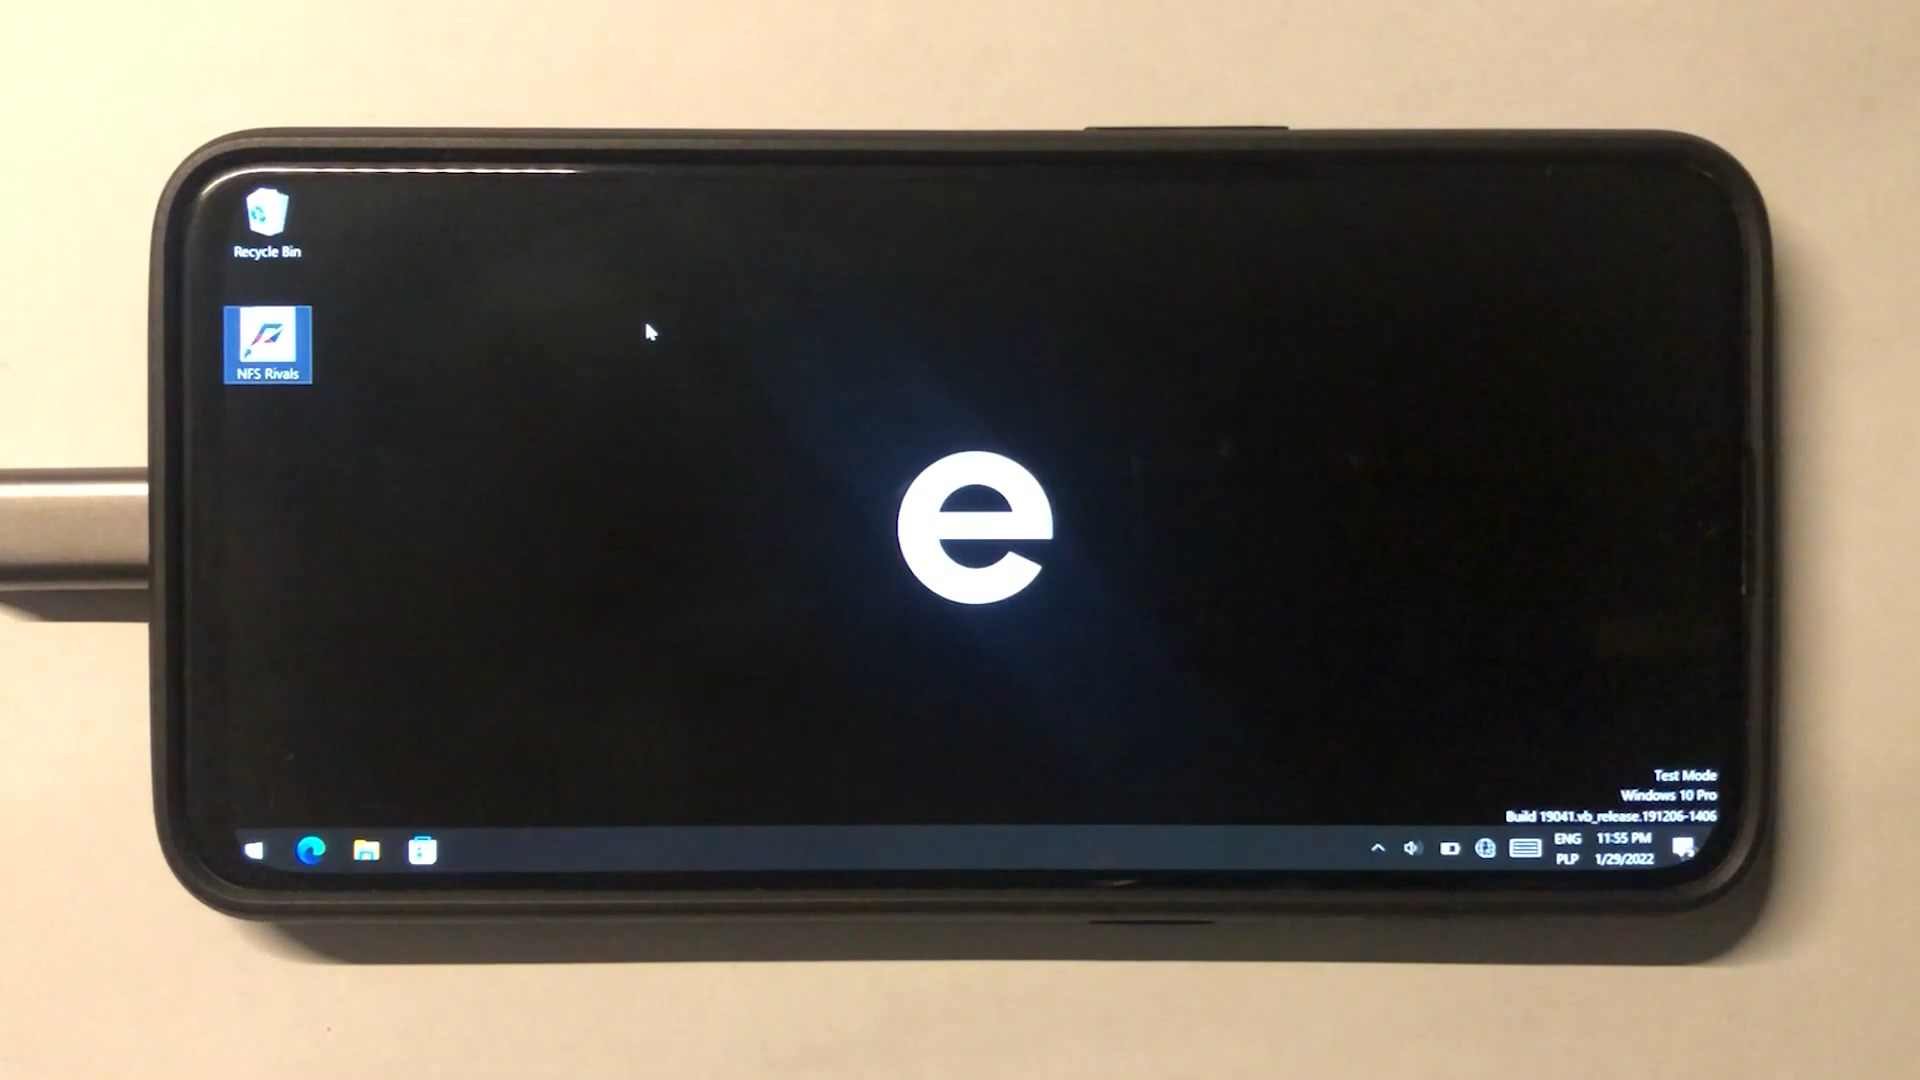 Recycle Bin
NFS Rivals
e
Test Mode
Windows 10 Pro
Build 19041.vb_release.191206-1406
ENG
11:55 PM
PLP
1/29/2022